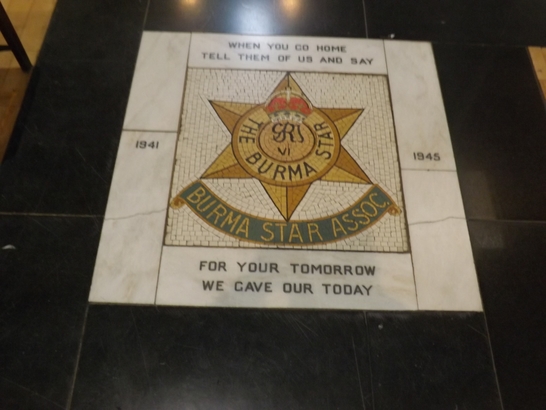 WHEN YOU GO HOME
TELL THEM OF US AND SAY
1941
1945
THE BURMA STAR
GRI
VI
BURMA STAR ASSOC.
FOR YOUR TOMORROW
WE GAVE OUR TODAY